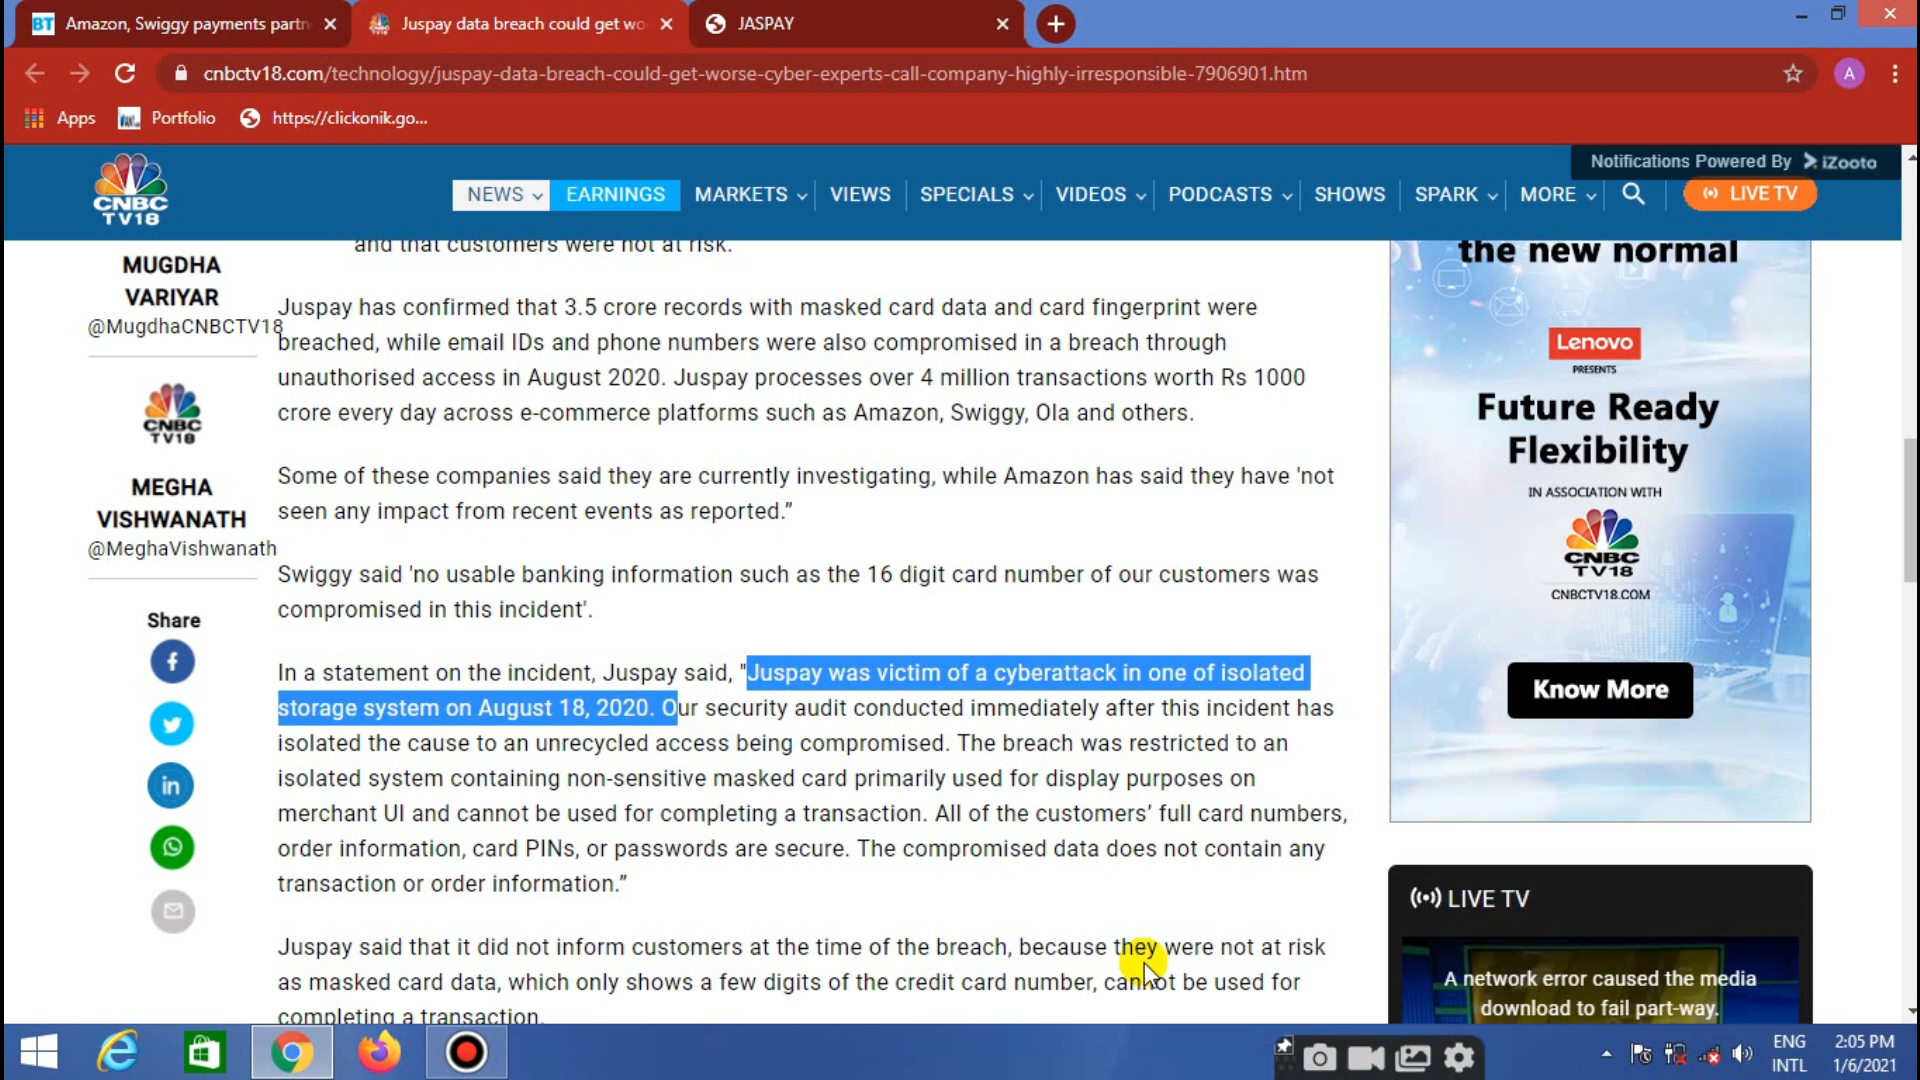 Amazon, Swiggy payments partn
Juspay data breach could get wo
JASPAY
cnbctv18.com/technology/juspay-data-breach-could-get-worse-cyber-experts-call-company-highly-irresponsible-7906901.htm
A
Apps
Portfolio
https://clickonik.go...
Notifications Powered By iZooto
CNBC
TV18
NEWS
EARNINGS
MARKETS
VIEWS
SPECIALS
VIDEOS
PODCASTS
SHOWS
SPARK
MORE
LIVE TV
MUGDHA
VARIYAR
@MugdhaCNBCTV18
CNBC
TV18
MEGHA
VISHWANATH
@MeghaVishwanath
Share
and that customers were not at risk.
Juspay has confirmed that 3.5 crore records with masked card data and card fingerprint were
breached, while email IDs and phone numbers were also compromised in a breach through
unauthorised access in August 2020. Juspay processes over 4 million transactions worth Rs 1000
crore every day across e-commerce platforms such as Amazon, Swiggy, Ola and others.
Some of these companies said they are currently investigating, while Amazon has said they have 'not
seen any impact from recent events as reported.”
Swiggy said 'no usable banking information such as the 16 digit card number of our customers was
compromised in this incident'.
In a statement on the incident, Juspay said, "Juspay was victim of a cyberattack in one of isolated
storage system on August 18, 2020. Our security audit conducted immediately after this incident has
isolated the cause to an unrecycled access being compromised. The breach was restricted to an
isolated system containing non-sensitive masked card primarily used for display purposes on
merchant UI and cannot be used for completing a transaction. All of the customers’ full card numbers,
order information, card PINs, or passwords are secure. The compromised data does not contain any
transaction or order information.”
Juspay said that it did not inform customers at the time of the breach, because they were not at risk
as masked card data, which only shows a few digits of the credit card number, cannot be used for
completing a transaction.
the new normal
Lenovo
PRESENTS
Future Ready
Flexibility
IN ASSOCIATION WITH
CNBC
TV18
CNBCTV18.COM
Know More
LIVE TV
A network error caused the media
download to fail part-way.
ENG
INTL
2:05 PM
1/6/2021